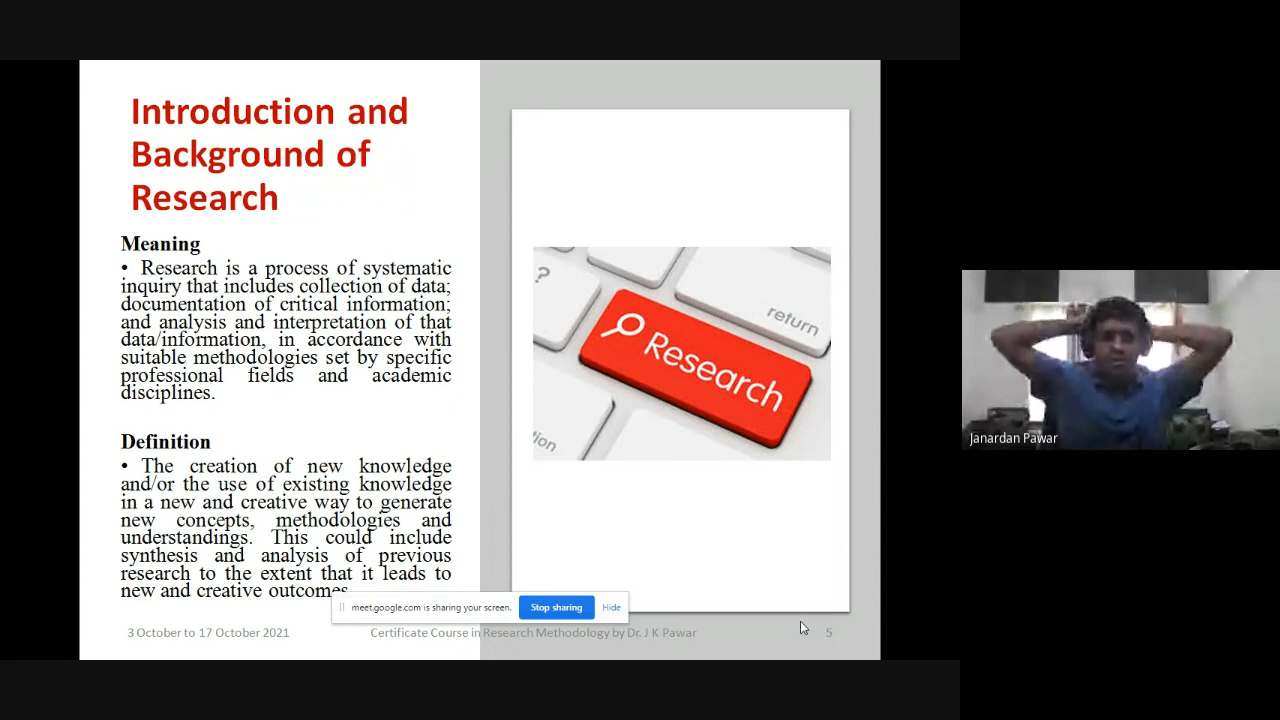 Introduction and
Background of
Research
Meaning
• Research is a process of systematic
inquiry that includes collection of data;
documentation of critical information;
and analysis and interpretation of that
data/information, in accordance with
suitable methodologies set by specific
professional fields and academic
disciplines.
Definition
• The creation of new knowledge
and/or the use of existing knowledge
in a new and creative way to generate
new concepts, methodologies and
understandings. This could include
synthesis and analysis of previous
research to the extent that it leads to
new and creative outcomes.
?
return
Research
tion
meet.google.com is sharing your screen.
Stop sharing
Hide
3 October to 17 October 2021
Certificate Course in Research Methodology by Dr. J K Pawar
5
Janardan Pawar